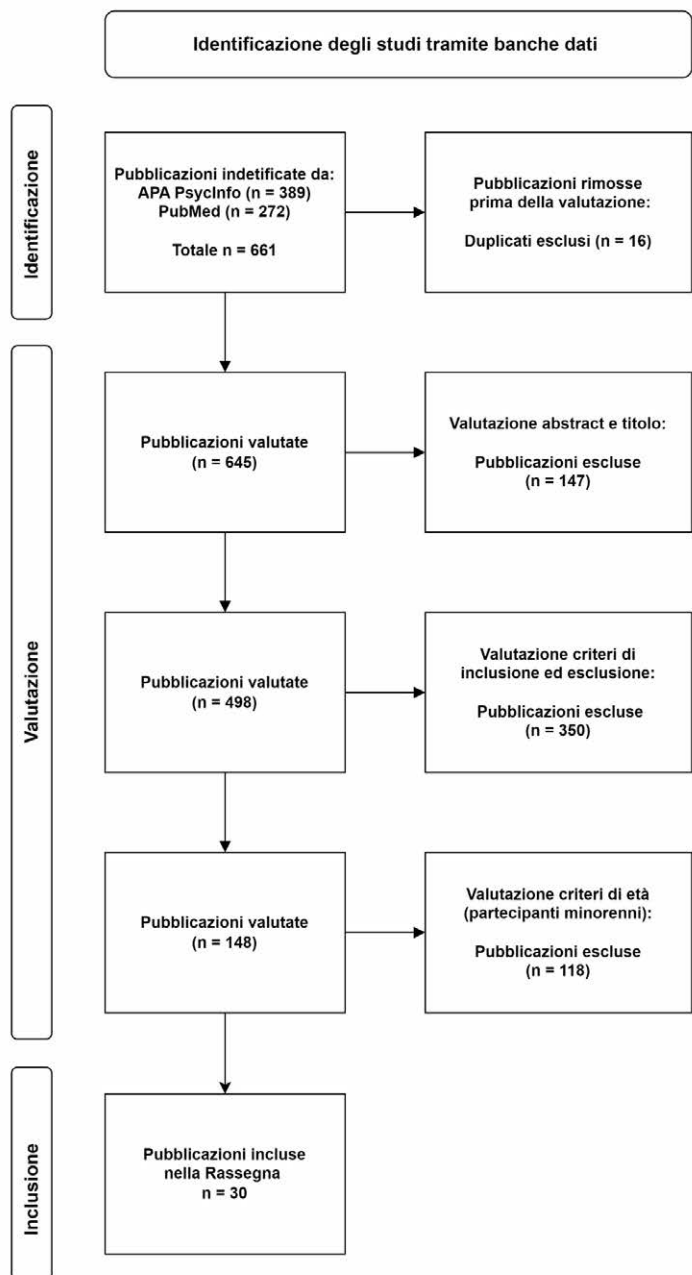 Identificazione degli studi tramite banche dati
Identificazione
Pubblicazioni indetificate da:
APA PsycInfo (n = 389)
PubMed (n = 272)
Totale n = 661
Pubblicazioni rimosse
prima della valutazione:
Duplicati esclusi (n = 16)
Valutazione
Pubblicazioni valutate
(n = 645)
Valutazione abstract e titolo:
Pubblicazioni escluse
(n = 147)
Pubblicazioni valutate
(n = 498)
Valutazione criteri di
inclusione ed esclusione:
Pubblicazioni escluse
(n = 350)
Pubblicazioni valutate
(n = 148)
Valutazione criteri di età
(partecipanti minorenni):
Pubblicazioni escluse
(n = 118)
Inclusione
Pubblicazioni incluse
nella Rassegna
n = 30